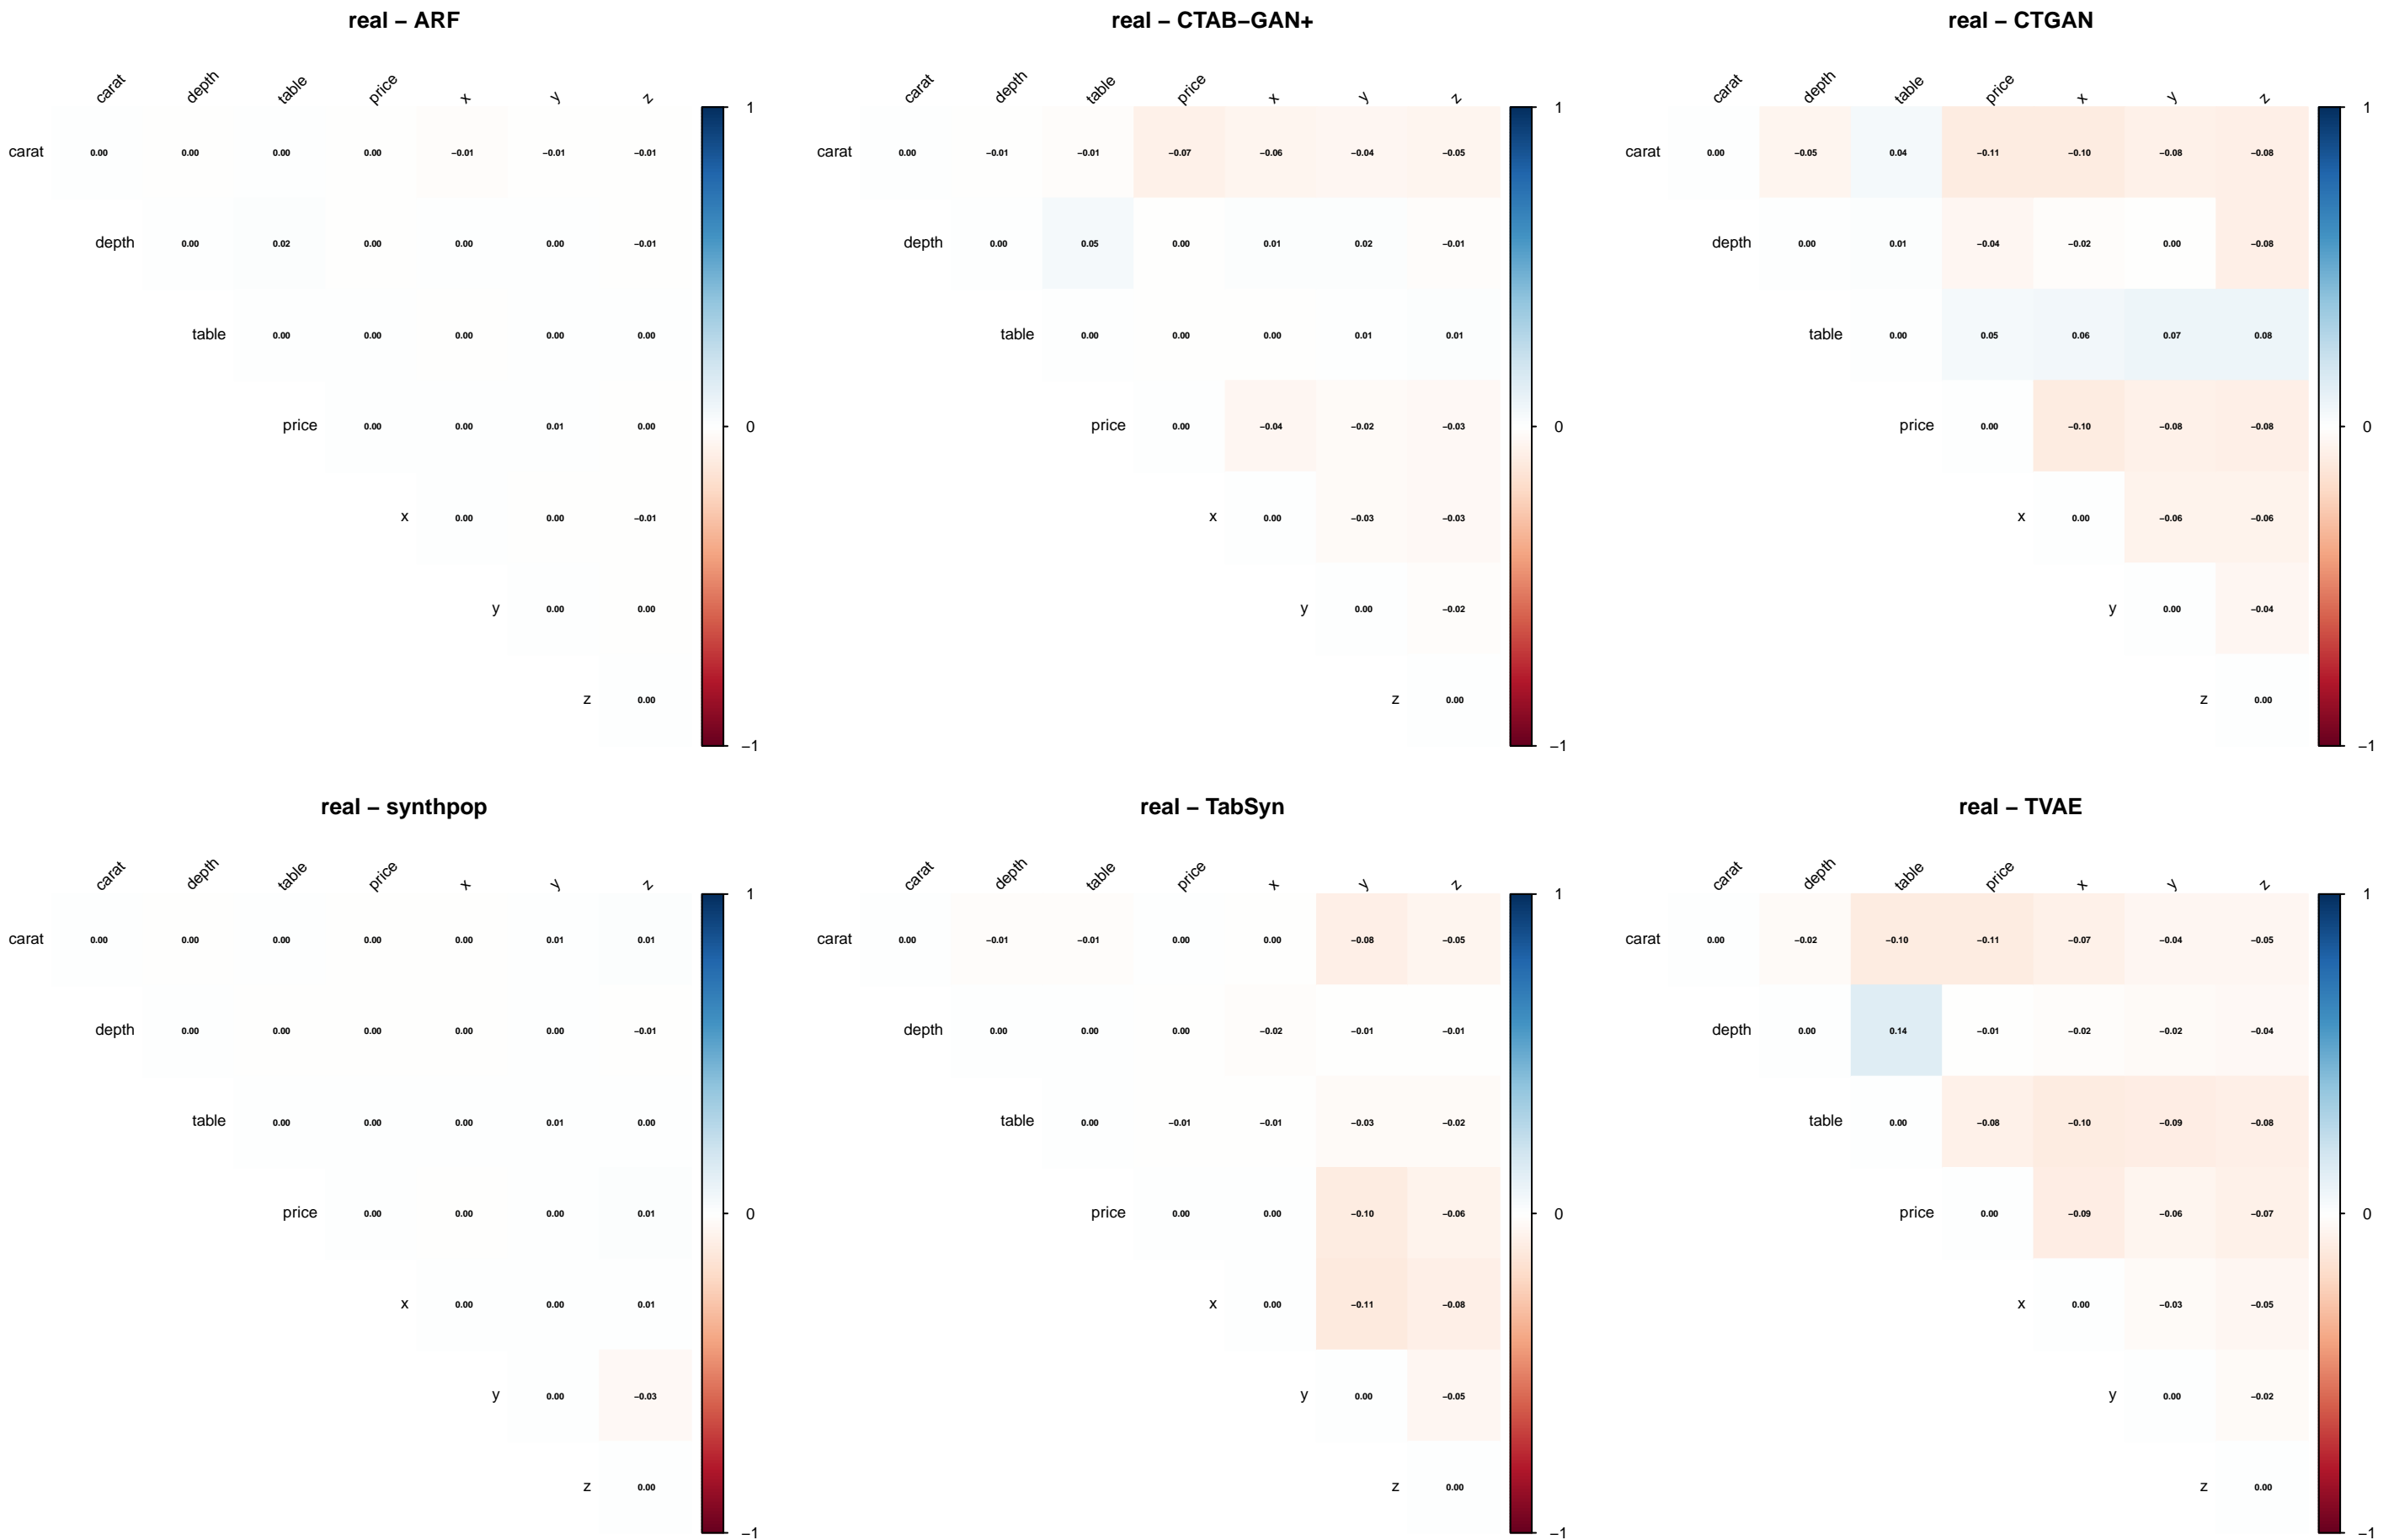 real – ARF
carat depth table price x y z
carat 0.00 0.00 0.00 0.00 −0.01 −0.01 −0.01
depth 0.00 0.02 0.00 0.00 0.00 −0.01
table 0.00 0.00 0.00 0.00 0.00
price 0.00 0.00 0.01 0.00
x 0.00 0.00 −0.01
y 0.00 0.00
z 0.00
1
0
−1
real – CTAB−GAN+
carat depth table price x y z
carat 0.00 −0.01 −0.01 −0.07 −0.06 −0.04 −0.05
depth 0.00 0.05 0.00 0.01 0.02 −0.01
table 0.00 0.00 0.00 0.01 0.01
price 0.00 −0.04 −0.02 −0.03
x 0.00 −0.03 −0.03
y 0.00 −0.02
z 0.00
1
0
−1
real – CTGAN
carat depth table price x y z
carat 0.00 −0.05 0.04 −0.11 −0.10 −0.08 −0.08
depth 0.00 0.01 −0.04 −0.02 0.00 −0.08
table 0.00 0.05 0.06 0.07 0.08
price 0.00 −0.10 −0.08 −0.08
x 0.00 −0.06 −0.06
y 0.00 −0.04
z 0.00
1
0
−1
real – synthpop
carat depth table price x y z
carat 0.00 0.00 0.00 0.00 0.00 0.01 0.01
depth 0.00 0.00 0.00 0.00 0.00 −0.01
table 0.00 0.00 0.00 0.01 0.00
price 0.00 0.00 0.00 0.01
x 0.00 0.00 0.01
y 0.00 −0.03
z 0.00
1
0
−1
real – TabSyn
carat depth table price x y z
carat 0.00 −0.01 −0.01 0.00 0.00 −0.08 −0.05
depth 0.00 0.00 0.00 −0.02 −0.01 −0.01
table 0.00 −0.01 −0.01 −0.03 −0.02
price 0.00 0.00 −0.10 −0.06
x 0.00 −0.11 −0.08
y 0.00 −0.05
z 0.00
1
0
−1
real – TVAE
carat depth table price x y z
carat 0.00 −0.02 −0.10 −0.11 −0.07 −0.04 −0.05
depth 0.00 0.14 −0.01 −0.02 −0.02 −0.04
table 0.00 −0.08 −0.10 −0.09 −0.08
price 0.00 −0.09 −0.06 −0.07
x 0.00 −0.03 −0.05
y 0.00 −0.02
z 0.00
1
0
−1